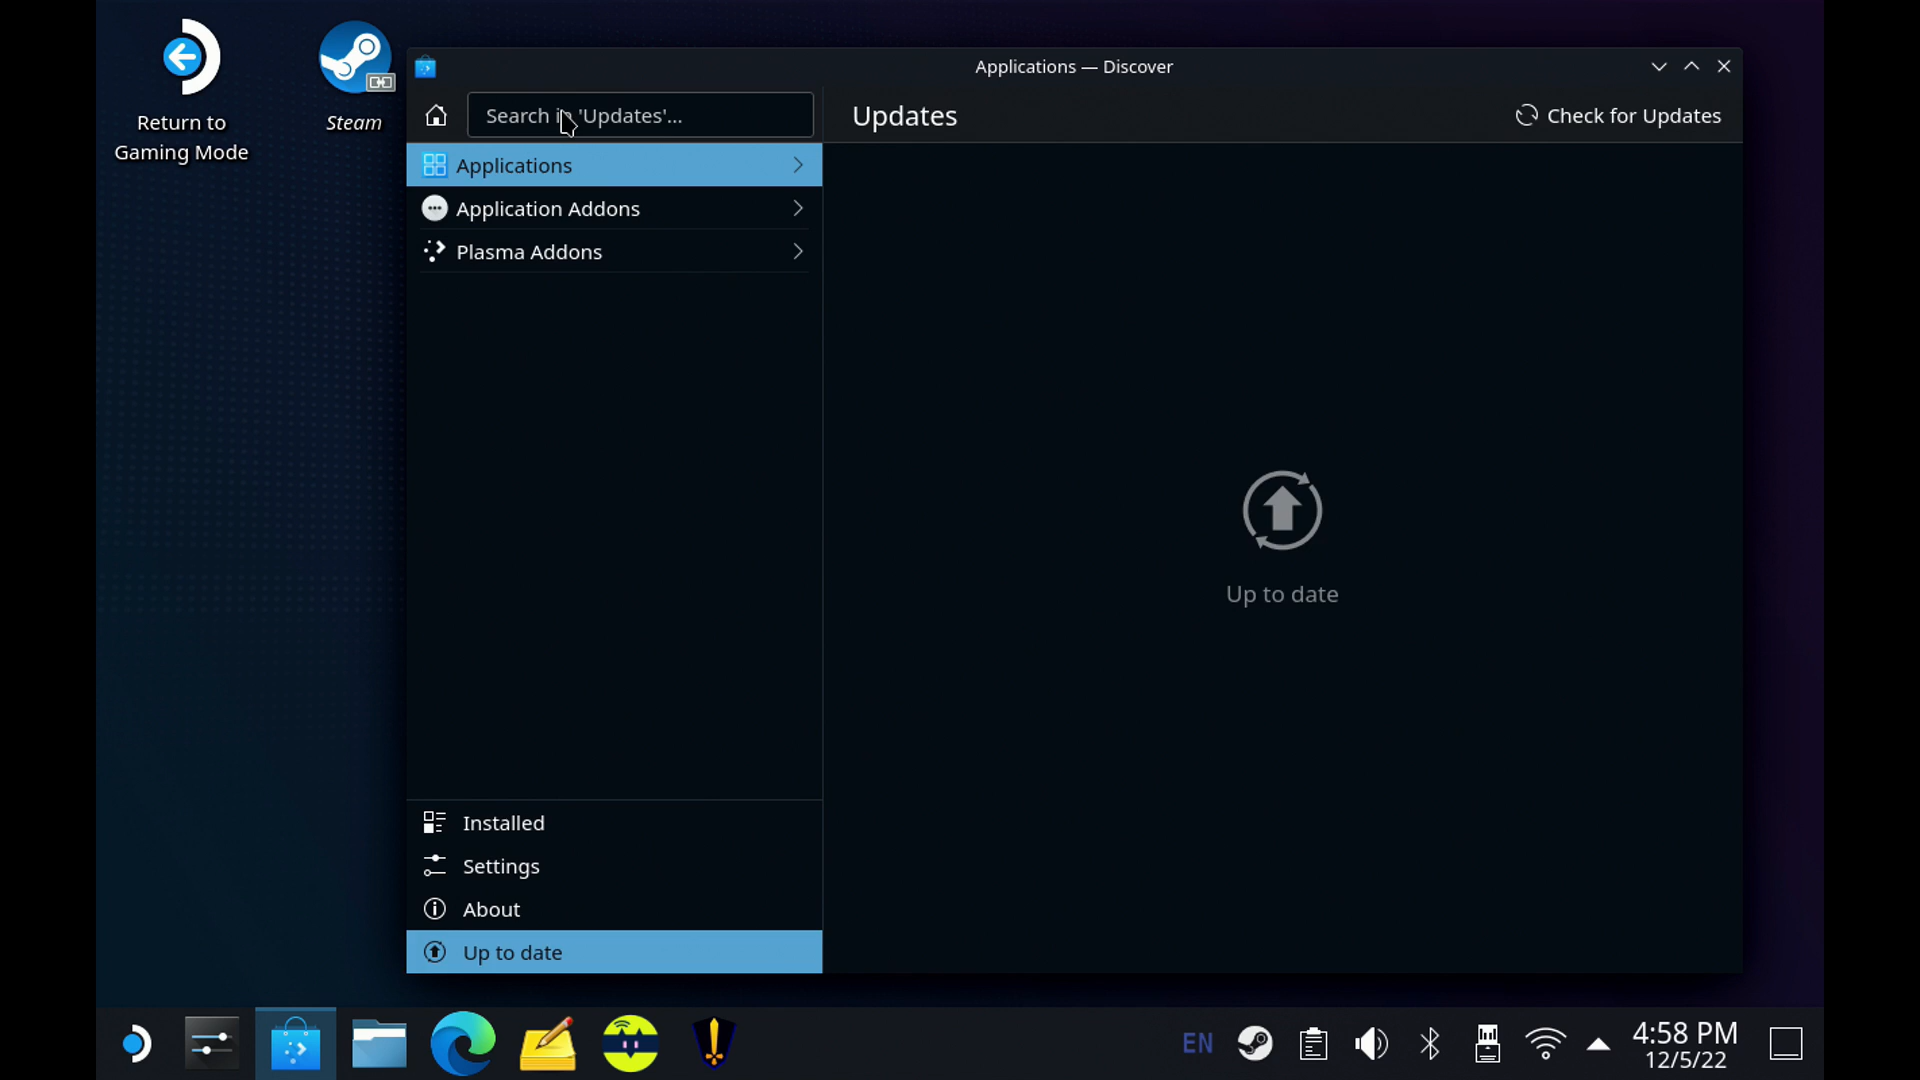 Return to
Gaming Mode
Steam
Applications — Discover
Search in 'Updates'...
Updates
Check for Updates
Applications
Application Addons
Plasma Addons
Up to date
Installed
Settings
About
Up to date
EN
4:58 PM
12/5/22